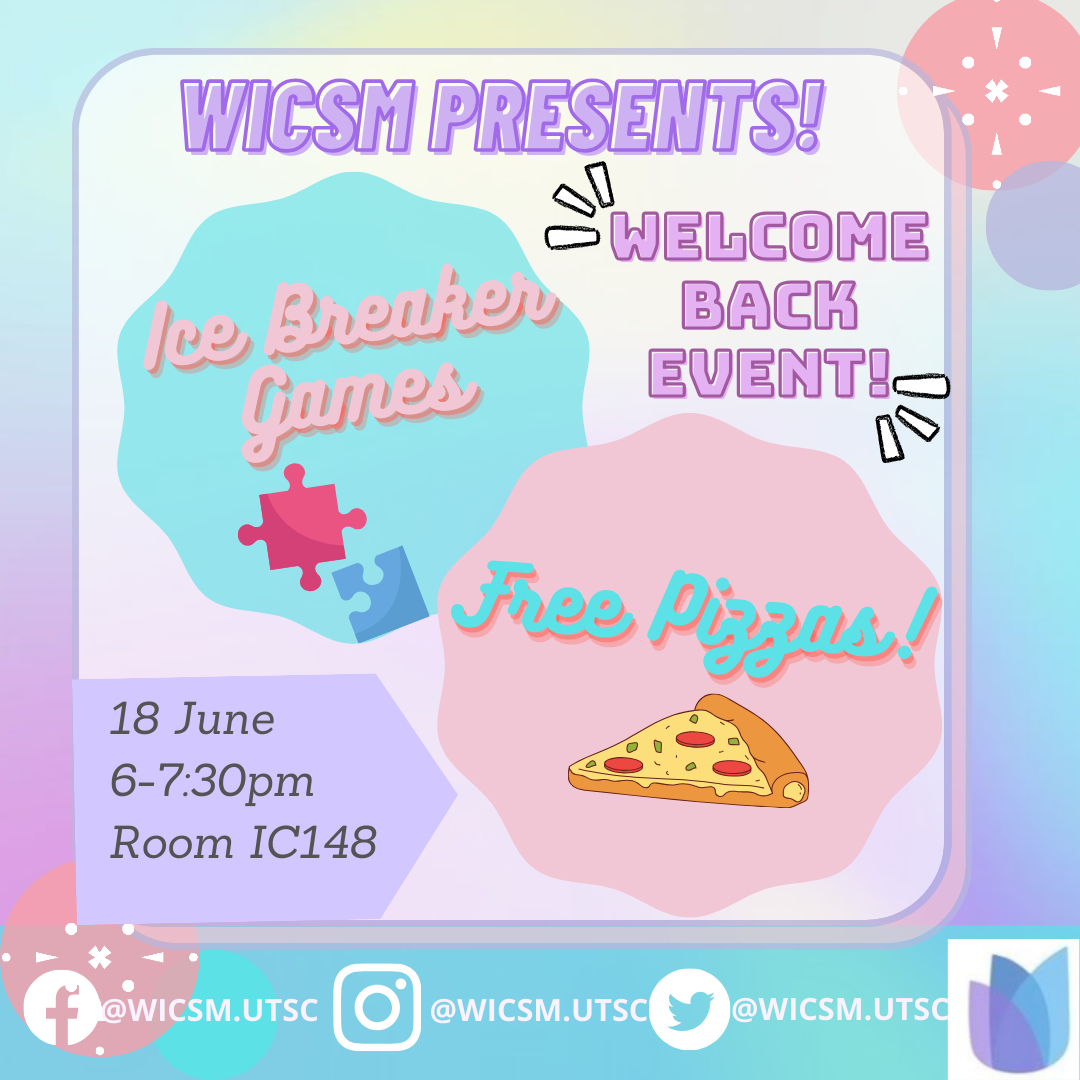 WICSM PRESENTS!
WELCOME
BACK
EVENT!
Ice Breaker
Games
Free Pizzas!
18 June
6-7:30pm
Room IC148
@WICSM.UTSC @WICSM.UTSC @WICSM.UTSC